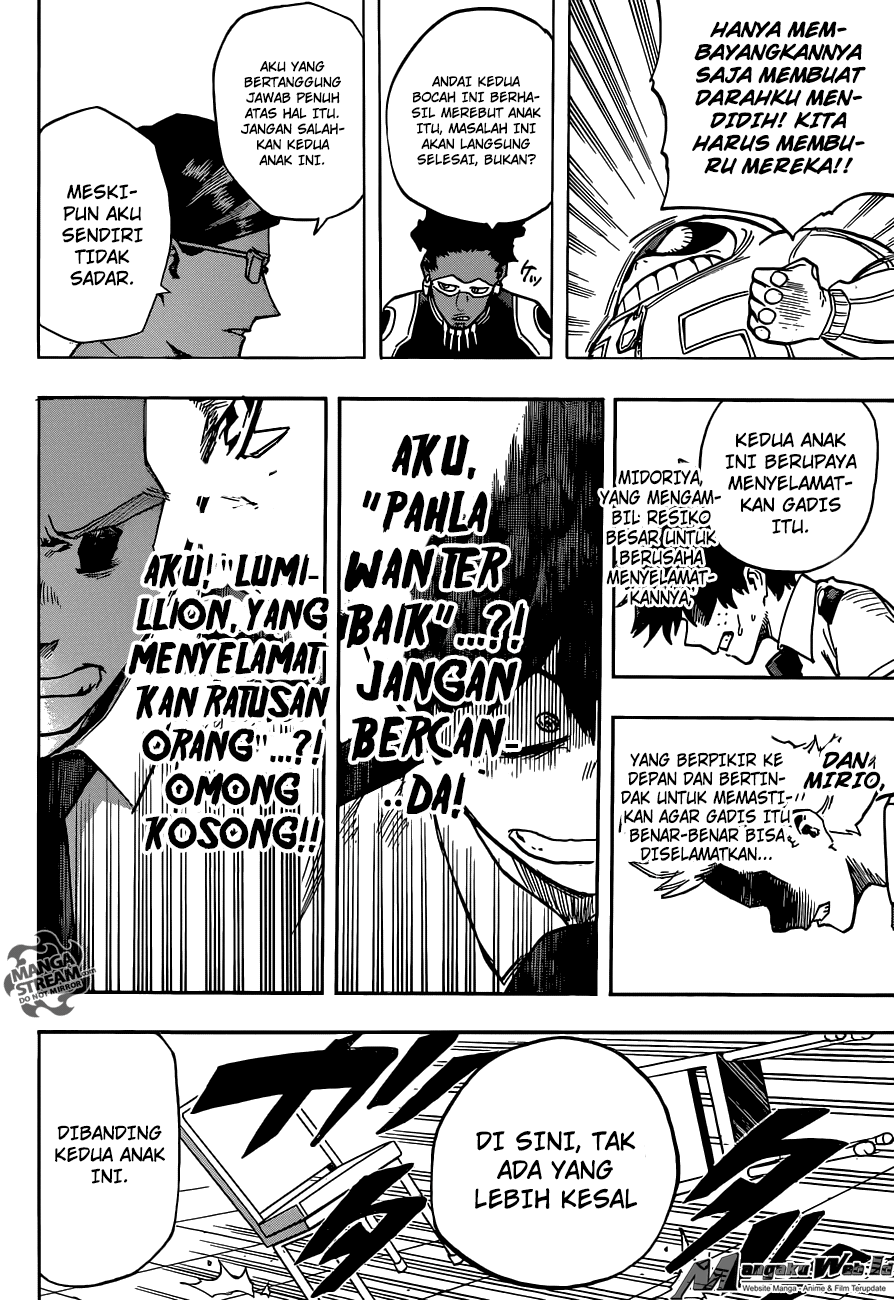 HANYA MEM-
BAYANGKANNYA
SAJA MEMBUAT
DARAHKU MEN-
DIDIH! KITA
HARUS MEMBU-
RU MEREKA!!
ANDAI KEDUA
BOCAH INI BERHA-
SIL MEREBUT ANAK
ITU, MASALAH INI
AKAN LANGSUNG
SELESAI, BUKAN?
AKU YANG
BERTANGGUNG
JAWAB PENUH
ATAS HAL ITU.
JANGAN SALAH-
KAN KEDUA
ANAK INI.
MESKI-
PUN AKU
SENDIRI
TIDAK
SADAR.
KEDUA ANAK
INI BERUPAYA
MENYELAMAT-
KAN GADIS
ITU.
MIDORIYA,
YANG MENGAM-
BIL RESIKO
BESAR UNTUK
BERUSAHA
MENYELAMAT-
KANNYA,
DAN
MIRIO,
YANG BERPIKIR KE
DEPAN DAN BERTIN-
DAK UNTUK MEMASTI-
KAN AGAR GADIS ITU
BENAR-BENAR BISA
DISELAMATKAN...
AKU,
"PAHLA
WAN TER
BAIK"...?!
JANGAN
BERCAN-
DA!
AKU! "LUMI-
LLION, YANG
MENYELAMAT
KAN RATUSAN
ORANG"...?!
OMONG
KOSONG!!
MANGA
STREAM.com
DO NOT MIRROR
DI SINI, TAK
ADA YANG
LEBIH KESAL
DIBANDING
KEDUA ANAK
INI.
Website Manga - Anime & Film Terupdate